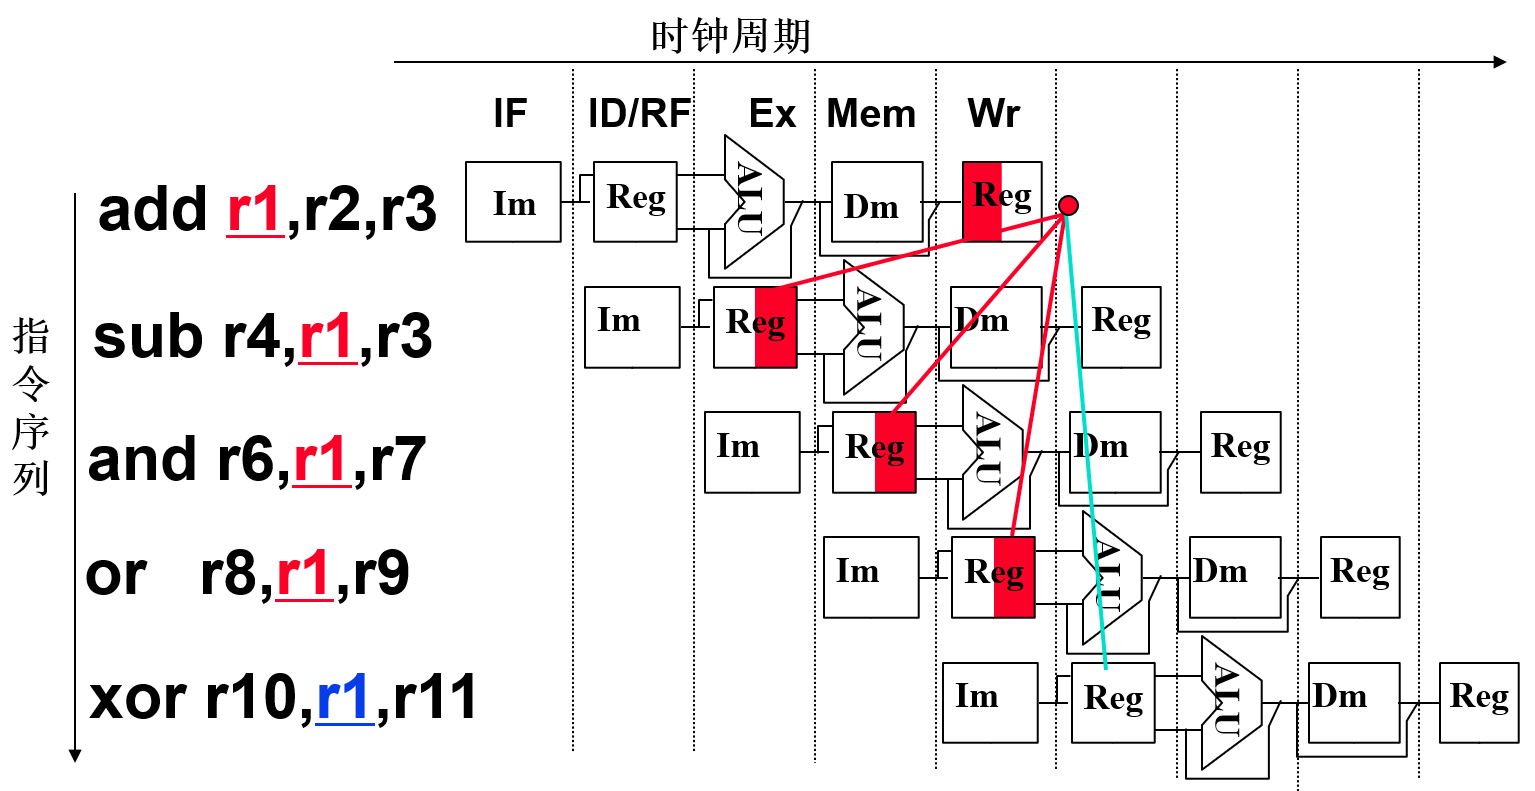 时钟周期
IF ID/RF Ex Mem Wr
add r1,r2,r3 Im Reg ALU Dm Reg
sub r4,r1,r3 Im Reg ALU Dm Reg
and r6,r1,r7 Im Reg ALU Dm Reg
or r8,r1,r9 Im Reg ALU Dm Reg
xor r10,r1,r11 Im Reg ALU Dm Reg
指令序列